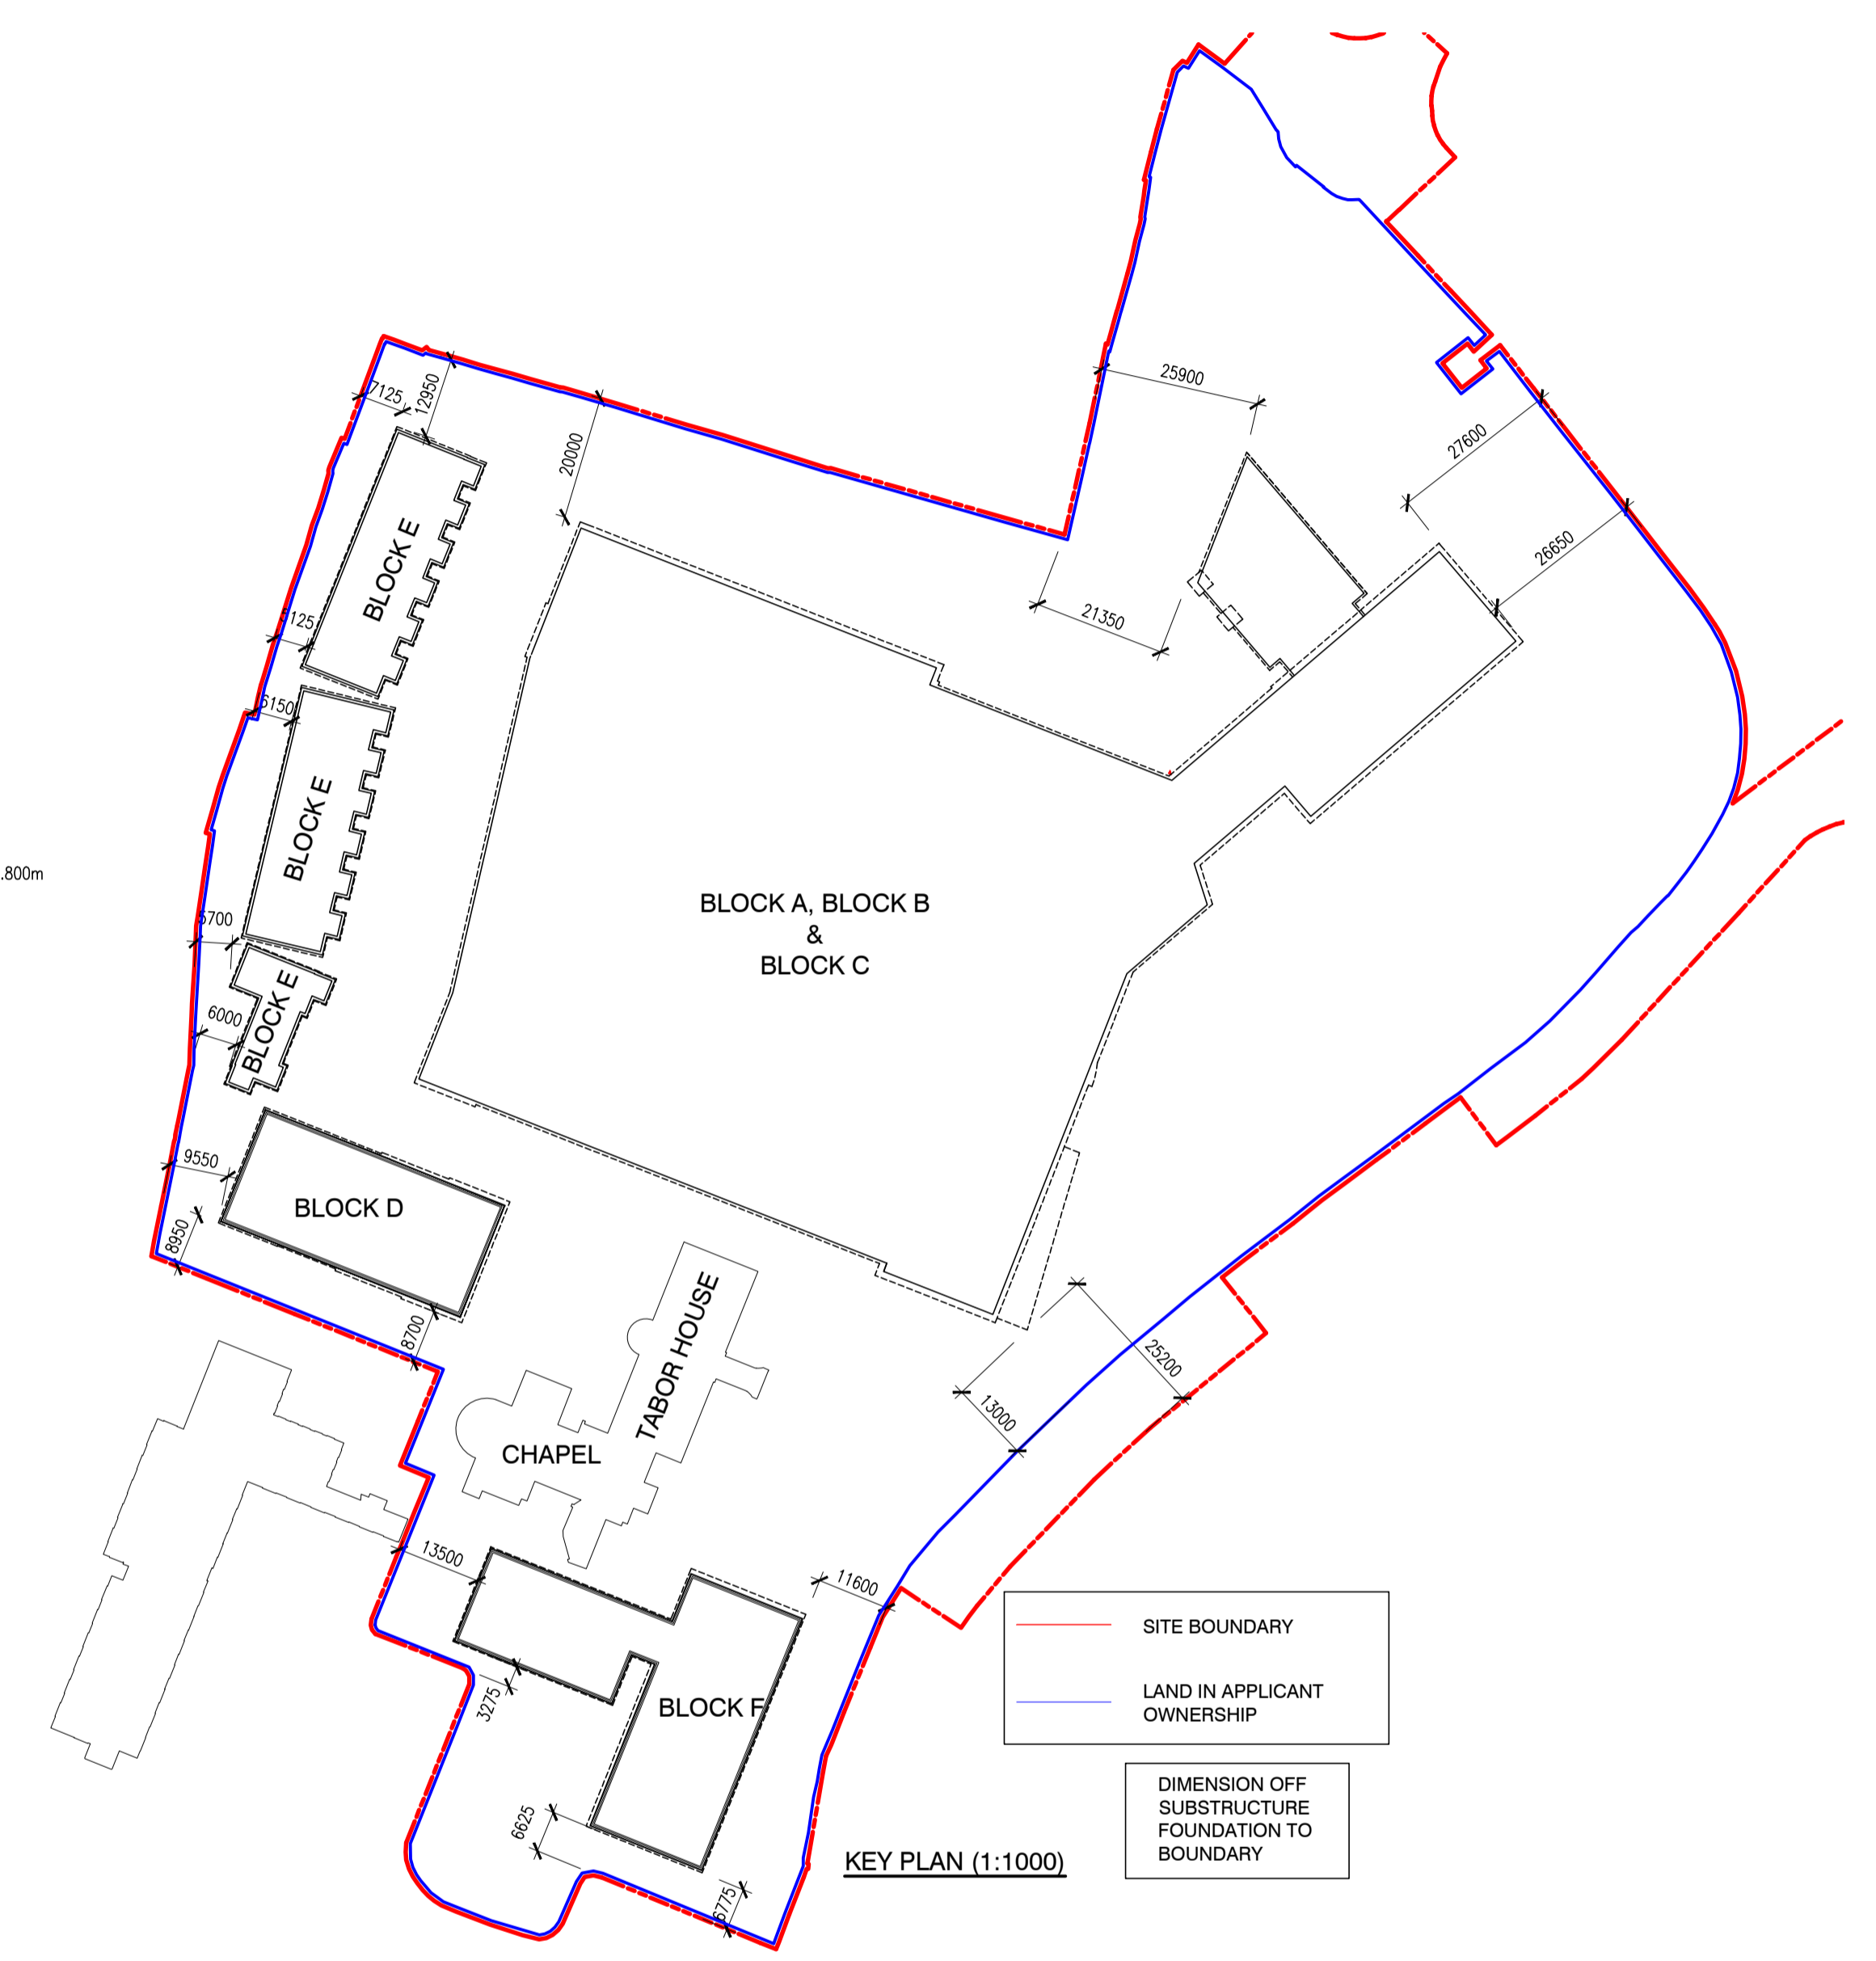 25900
7125
12950
27600
20000
26650
BLOCK E
21350
5125
6150
BLOCK E
.800m
BLOCK A, BLOCK B
&
BLOCK C
5700
6000
BLOCK E
9550
BLOCK D
8950
8700
TABOR HOUSE
25200
13000
CHAPEL
13500
11600
SITE BOUNDARY
LAND IN APPLICANT
OWNERSHIP
3275
BLOCK F
6625
DIMENSION OFF
SUBSTRUCTURE
FOUNDATION TO
BOUNDARY
KEY PLAN (1:1000)
6775